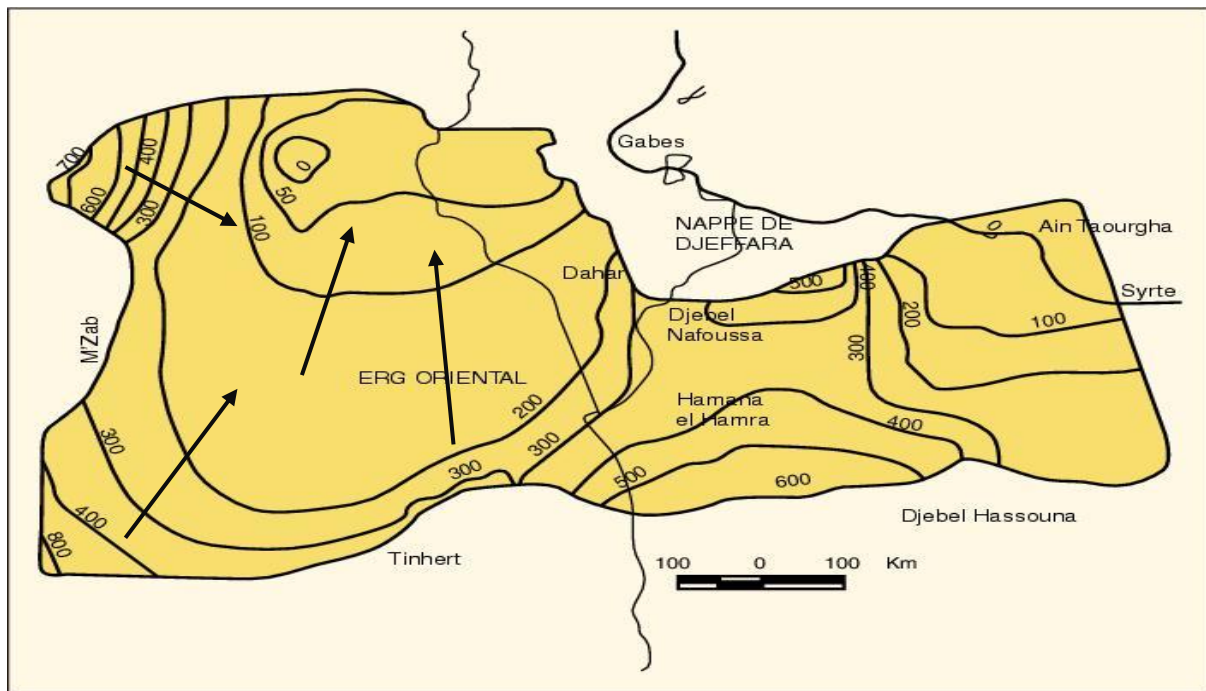 700
600
400
300
0
50
100
Gabes
NAPPE DE
DJEFFARA
0
Ain Taourgha
Syrte
Dahar
500
400
Djebel
Nafoussa
200
100
300
M'Zab
ERG ORIENTAL
200
Hamana
el Hamra
400
300
300
300
500
600
400
800
Djebel Hassouna
Tinhert
100 0 100 Km